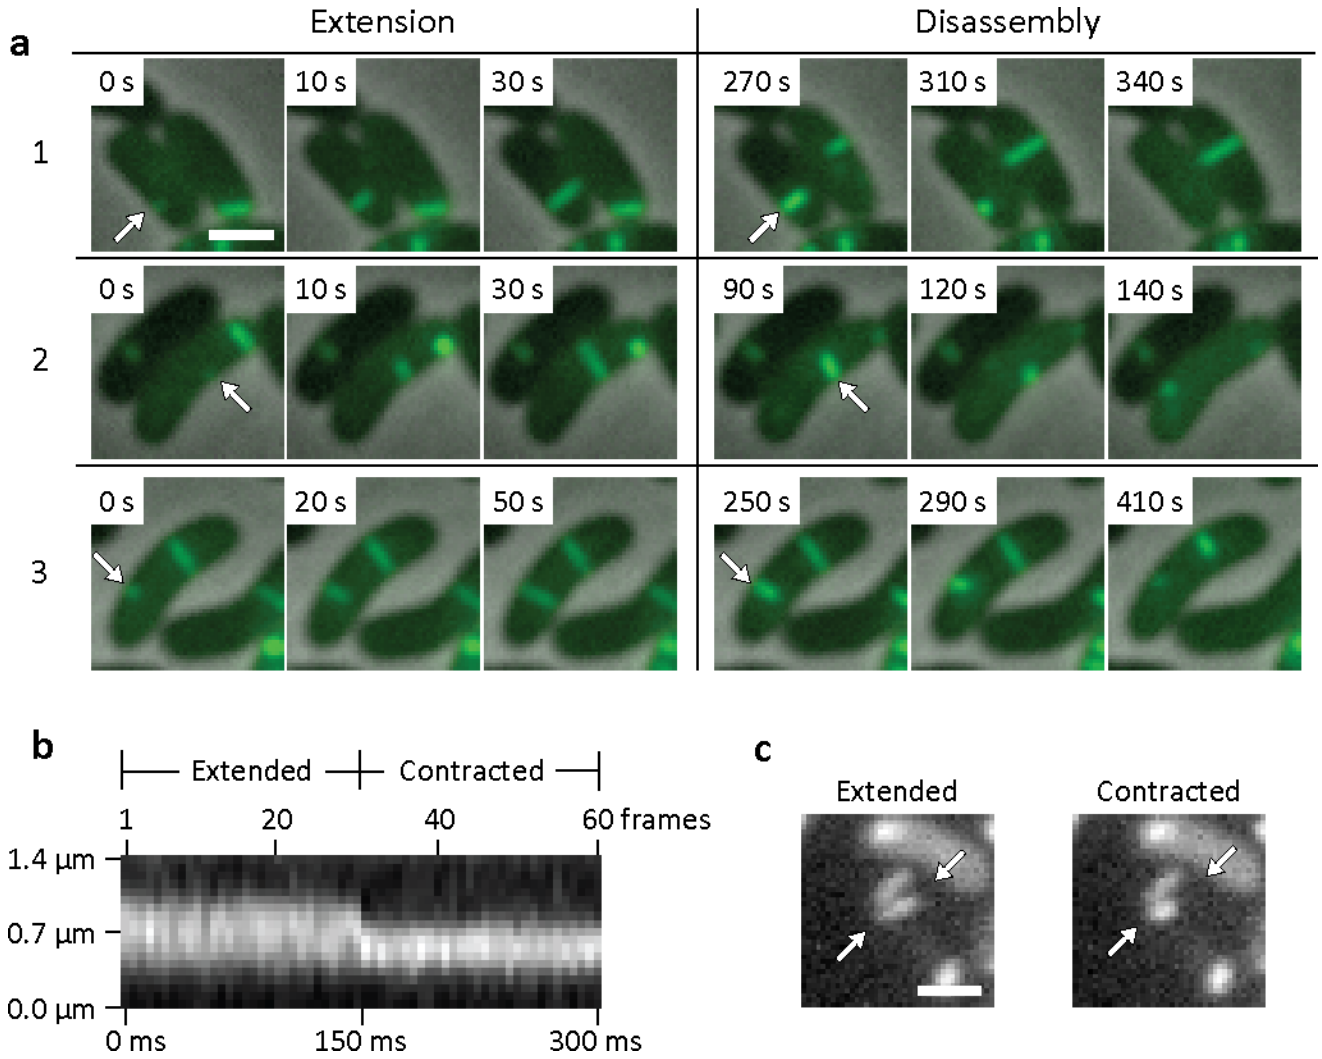 a
Extension
Disassembly
1
0 s
10 s
30 s
270 s
310 s
340 s
2
0 s
10 s
30 s
90 s
120 s
140 s
3
0 s
20 s
50 s
250 s
290 s
410 s
b
Extended
Contracted
1
20
40
60 frames
1.4 µm
0.7 µm
0.0 µm
0 ms
150 ms
300 ms
c
Extended
Contracted